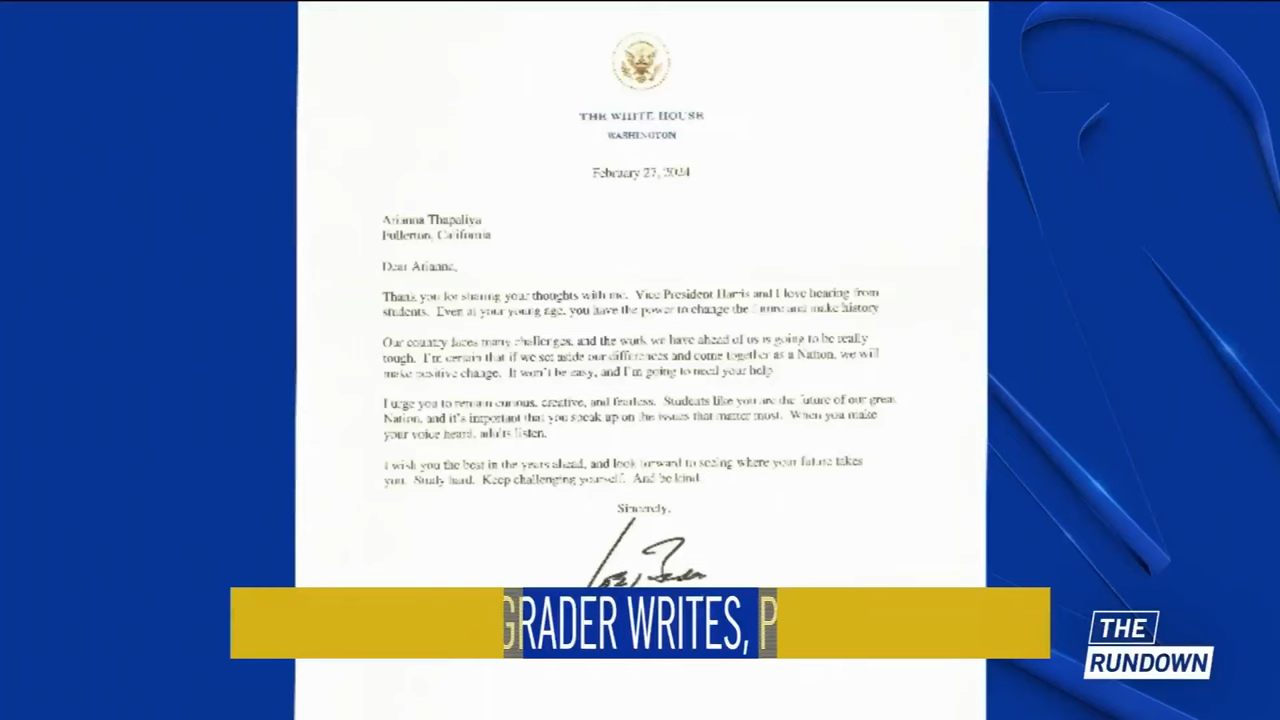 THE WHITE HOUSE
WASHINGTON
February 27, 2024
Arianna Thapaliya
Fullerton, California
Dear Arianna,
Thank you for sharing your thoughts with me. Vice President Harris and I love hearing from
students. Even at your young age, you have the power to change the future and make history
Our country faces many challenges, and the work we have ahead of us is going to be really
tough. I'm certain that if we set aside our differences and come together as a Nation, we will
make positive change. It won't be easy, and I'm going to need your help
I urge you to remain curious, creative, and fearless. Students like you are the future of our great
Nation, and it's important that you speak up on the issues that matter most. When you make
your voice heard, adults listen.
I wish you the best in the years ahead, and look forward to seeing where your future takes
you. Study hard. Keep challenging yourself. And be kind
Sincerely,
GRADER WRITES, P
THE
RUNDOWN